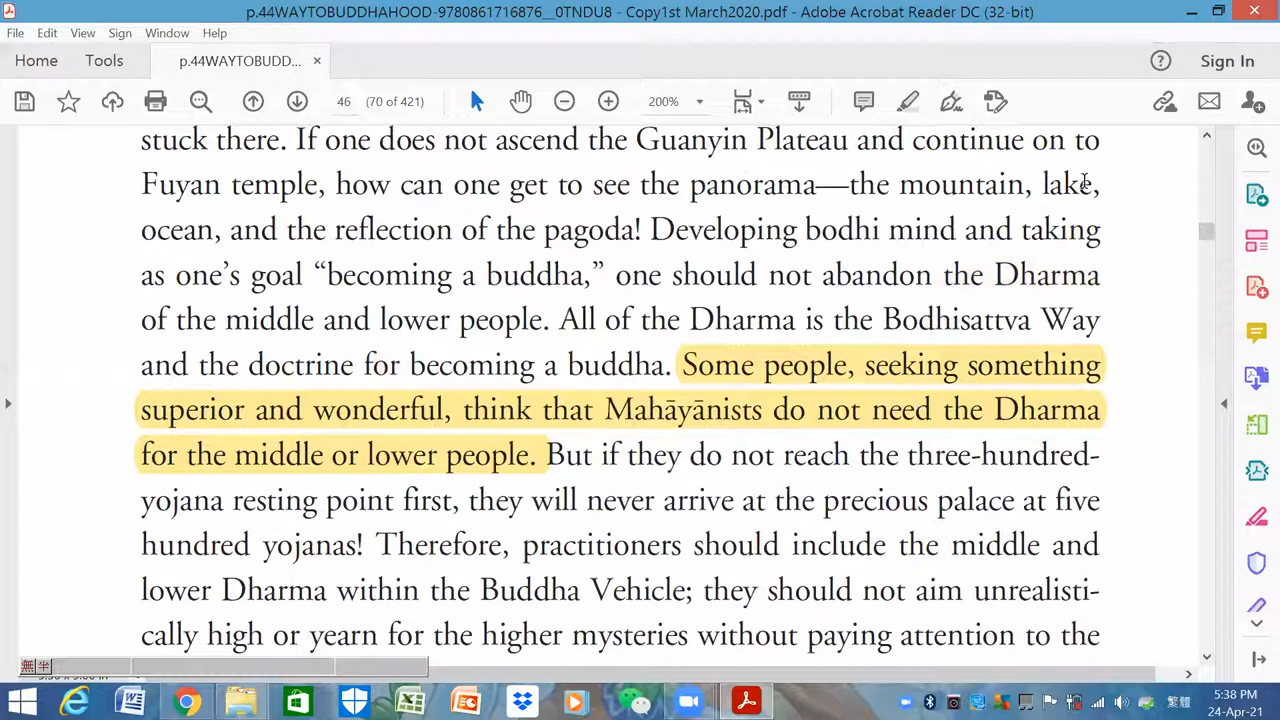 p.44WAYTOBUDDHAHOOD-9780861716876__0TNDU8 - Copy1st March2020.pdf - Adobe Acrobat Reader DC (32-bit)
File Edit View Sign Window Help
Home Tools p.44WAYTOBUDD... × Sign In
46 (70 of 421) 200%
stuck there. If one does not ascend the Guanyin Plateau and continue on to
Fuyan temple, how can one get to see the panorama—the mountain, lake,
ocean, and the reflection of the pagoda! Developing bodhi mind and taking
as one’s goal “becoming a buddha,” one should not abandon the Dharma
of the middle and lower people. All of the Dharma is the Bodhisattva Way
and the doctrine for becoming a buddha. Some people, seeking something
superior and wonderful, think that Mahāyānists do not need the Dharma
for the middle or lower people. But if they do not reach the three-hundred-
yojana resting point first, they will never arrive at the precious palace at five
hundred yojanas! Therefore, practitioners should include the middle and
lower Dharma within the Buddha Vehicle; they should not aim unrealisti-
cally high or yearn for the higher mysteries without paying attention to the
無 半
5:38 PM
繁體
24-Apr-21